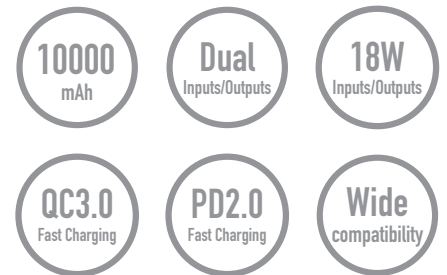 10000
mAh
Dual
Inputs/Outputs
18W
Inputs/Outputs
QC3.0
Fast Charging
PD2.0
Fast Charging
Wide
compatibility